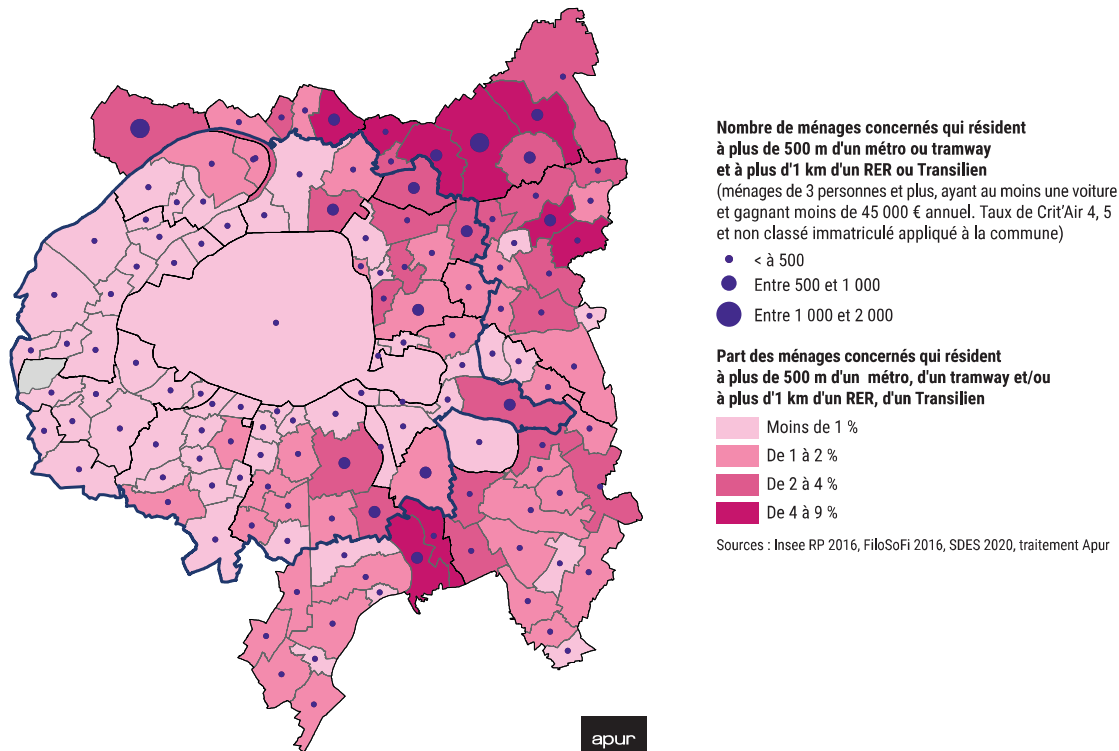 Nombre de ménages concernés qui résident
à plus de 500 m d'un métro ou tramway
et à plus d'1 km d'un RER ou Transilien
(ménages de 3 personnes et plus, ayant au moins une voiture
et gagnant moins de 45 000 € annuel. Taux de Crit'Air 4, 5
et non classé immatriculé appliqué à la commune)
< à 500
Entre 500 et 1 000
Entre 1 000 et 2 000
Part des ménages concernés qui résident
à plus de 500 m d'un métro, d'un tramway et/ou
à plus d'1 km d'un RER, d'un Transilien
Moins de 1 %
De 1 à 2 %
De 2 à 4 %
De 4 à 9 %
Sources : Insee RP 2016, FiloSoFi 2016, SDES 2020, traitement Apur
apur